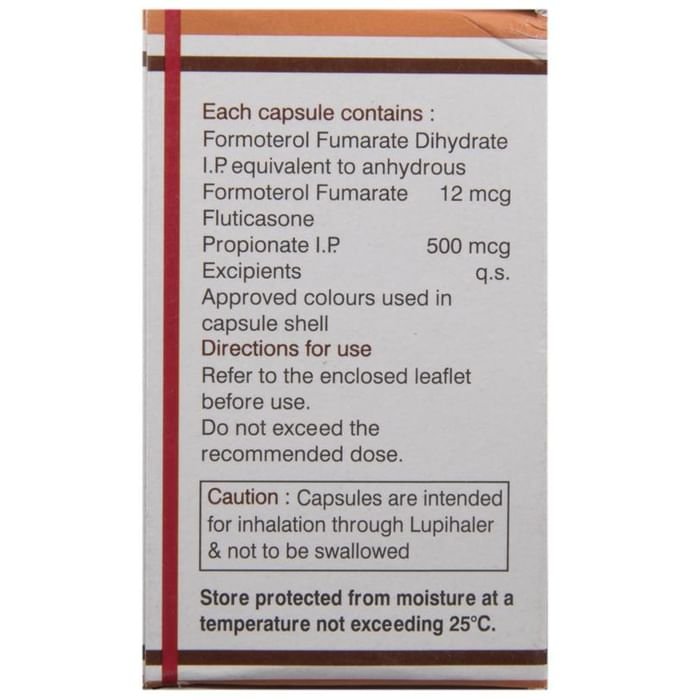 Each capsule contains :
Formoterol Fumarate Dihydrate
I.P. equivalent to anhydrous
Formoterol Fumarate 12 mcg
Fluticasone
Propionate I.P. 500 mcg
Excipients q.s.
Approved colours used in
capsule shell
Directions for use
Refer to the enclosed leaflet
before use.
Do not exceed the
recommended dose.
Caution : Capsules are intended
for inhalation through Lupihaler
& not to be swallowed
Store protected from moisture at a
temperature not exceeding 25°C.